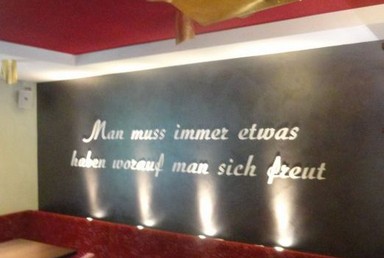 Man muss immer etwas
haben worauf man sich freut